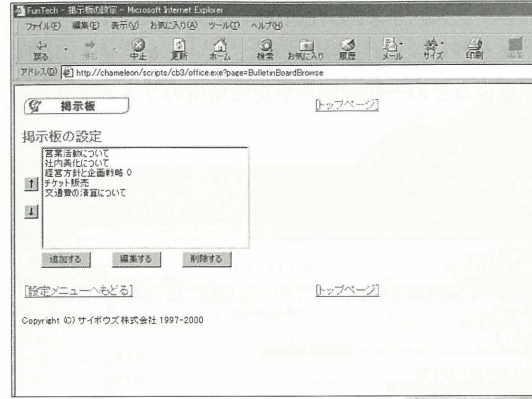 FunTech - 掲示板の設定 - Microsoft Internet Explorer
ファイル(F) 編集(E) 表示(V) お気に入り(A) ツール(T) ヘルプ(H)
戻る 進む 中止 更新 ホーム 検索 お気に入り 履歴 メール サイズ 印刷 編集
アドレス(D) http://chameleon/scripts/cb3/office.exe?page=BulletinBoardBrowse
掲示板 [トップページ]
掲示板の設定
営業活動について
社内美化について
経営方針と企画戦略 0
チケット販売
交通費の清算について
↑
↓
追加する 編集する 削除する
[設定メニューへもどる] [トップページ]
Copyright (C) サイボウズ株式会社 1997-2000